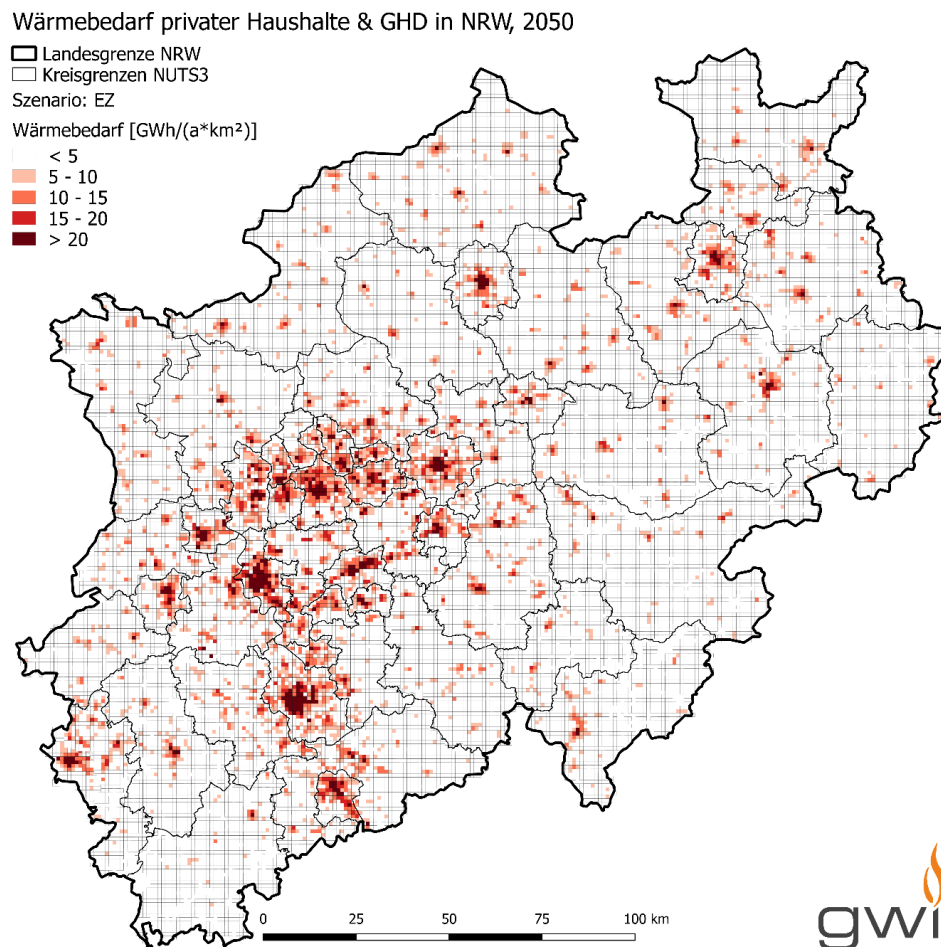 Wärmebedarf privater Haushalte & GHD in NRW, 2050
Landesgrenze NRW
Kreisgrenzen NUTS3
Szenario: EZ
Wärmebedarf [GWh/(a*km²)]
< 5
5 - 10
10 - 15
15 - 20
> 20
0 25 50 75 100 km
gwi